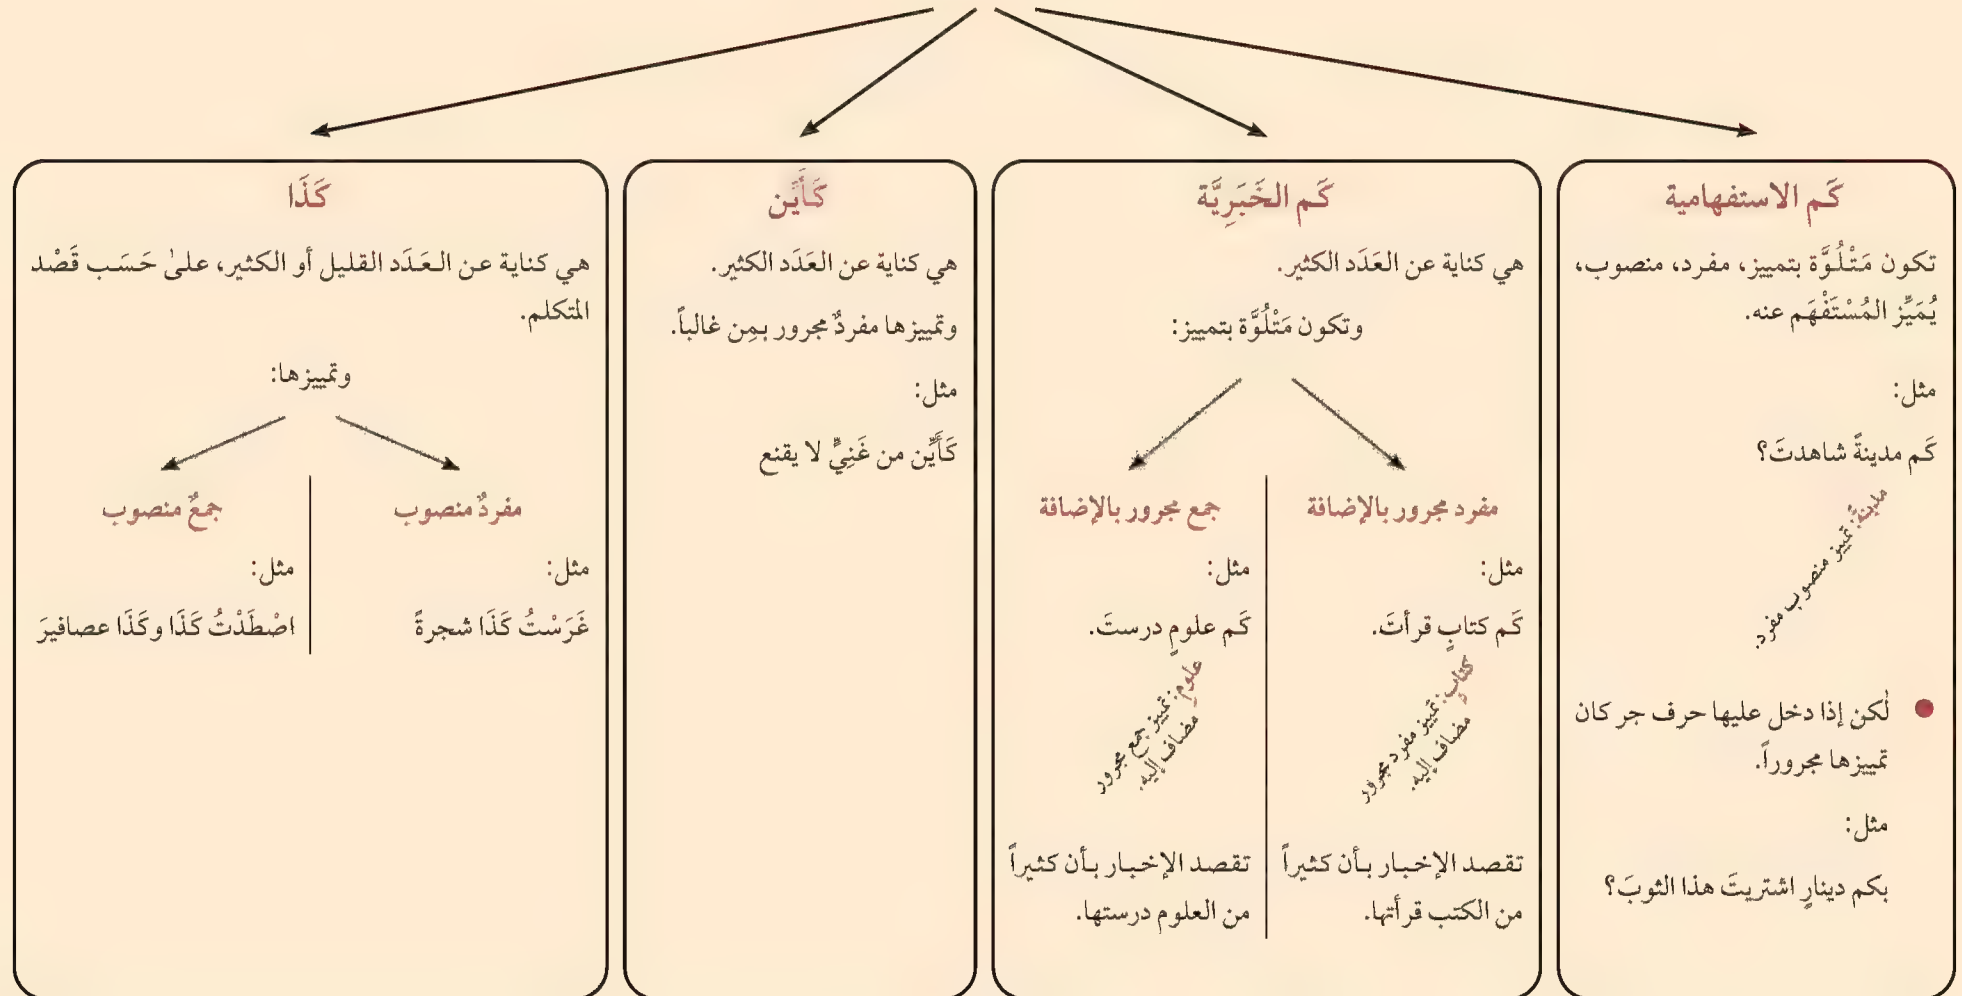 كَم الاستفهامية
تكون مَتْلُوَّة بتمييز، مفرد، منصوب،
يُمَيِّز المُسْتَفْهَم عنه.
مثل:
كَم مدينةً شاهدتَ؟
مدينةً: تمييز منصوب مفرد.
لٰكن إذا دخل عليها حرف جر كان
تمييزها مجروراً.
مثل:
بكم دينارٍ اشتريتَ هذا الثوبَ؟
كَم الخَبَرِيَّة
هي كناية عن العَدَد الكثير.
وتكون مَتْلُوَّة بتمييز:
مفرد مجرور بالإضافة
مثل:
كَم كتابٍ قرأتَ.
كتابٍ: تمييز مفرد مجرور
مضاف إليه.
تقصد الإخبار بأن كثيراً
من الكتب قرأتها.
جمع مجرور بالإضافة
مثل:
كَم علومٍ درستَ.
علومٍ: تمييز جمع مجرور
مضاف إليه.
تقصد الإخبار بأن كثيراً
من العلوم درستها.
كَأَيِّن
هي كناية عن العَدَد الكثير.
وتمييزها مفردٌ مجرور بمِن غالباً.
مثل:
كَأَيِّن من غَنِيٍّ لا يقنع
كَذَا
هي كناية عن العَدَد القليل أو الكثير، علىٰ حَسَب قَصْد
المتكلم.
وتمييزها:
مفردٌ منصوب
مثل:
غَرَسْتُ كَذَا شجرةً
جمعٌ منصوب
مثل:
اصْطَدْتُ كَذَا وكَذَا عصافيرَ